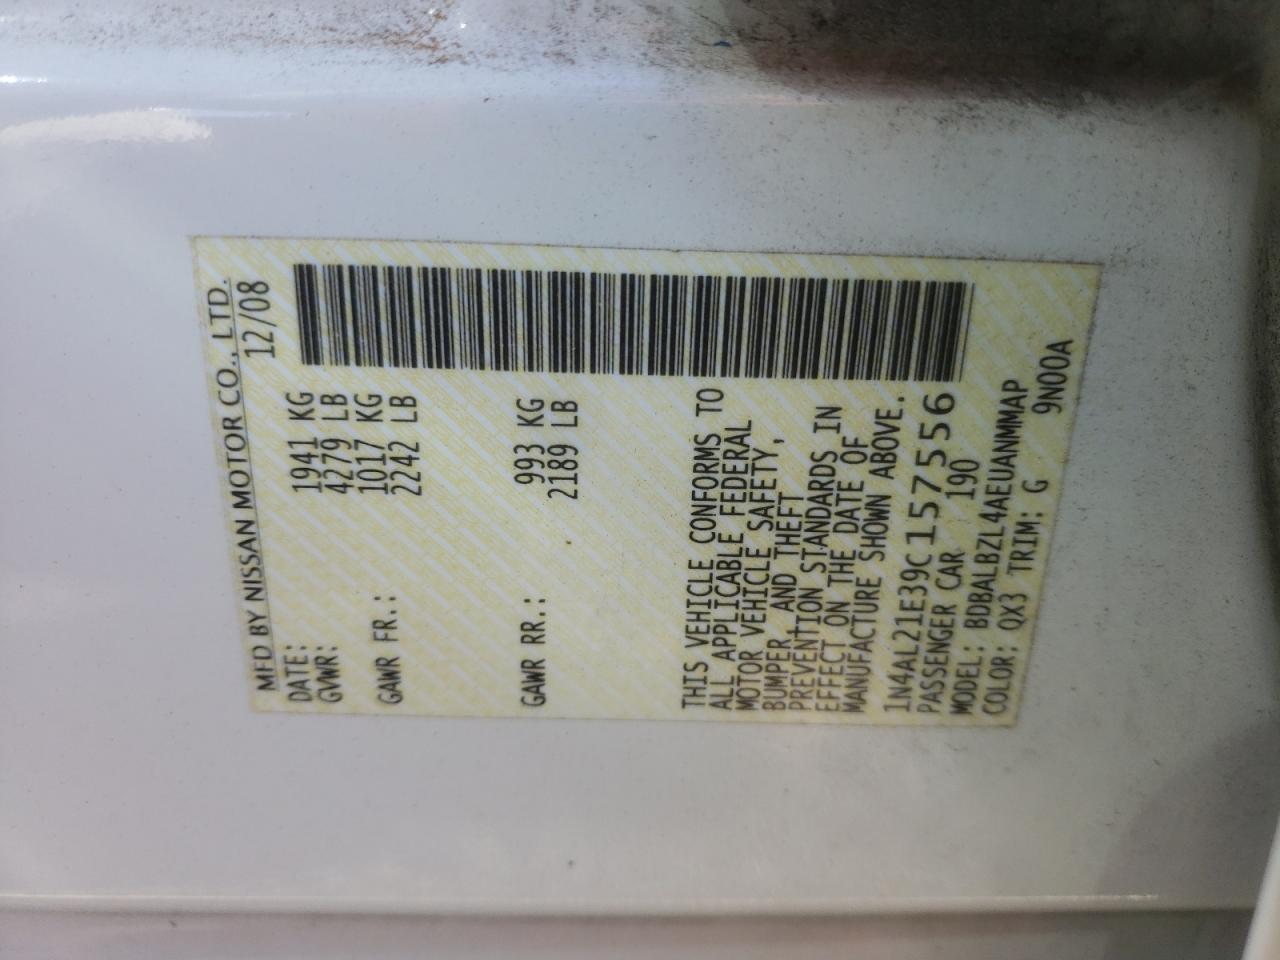 MFD BY NISSAN MOTOR CO., LTD.
DATE: 12/08
GVWR: 1941 KG
4279 LB
GAWR FR.: 1017 KG
2242 LB
GAWR RR.: 993 KG
2189 LB
THIS VEHICLE CONFORMS TO
ALL APPLICABLE FEDERAL
MOTOR VEHICLE SAFETY,
BUMPER AND THEFT
PREVENTION STANDARDS IN
EFFECT ON THE DATE OF
MANUFACTURE SHOWN ABOVE.
1N4AL21E39C157556
PASSENGER CAR 190
MODEL: BDBALBZL4AEUANMMAP
COLOR: QX3 TRIM: G 9N00A